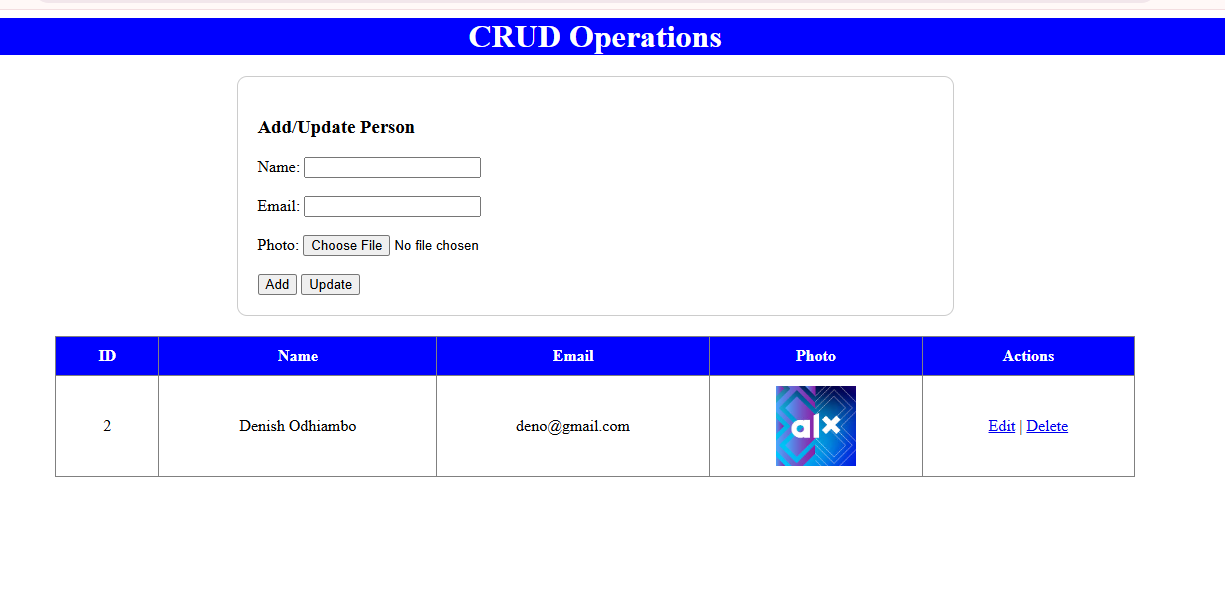 CRUD Operations
Add/Update Person
Name:
Email:
Photo: Choose File No file chosen
Add Update
ID Name Email Photo Actions
2 Denish Odhiambo deno@gmail.com alx Edit | Delete